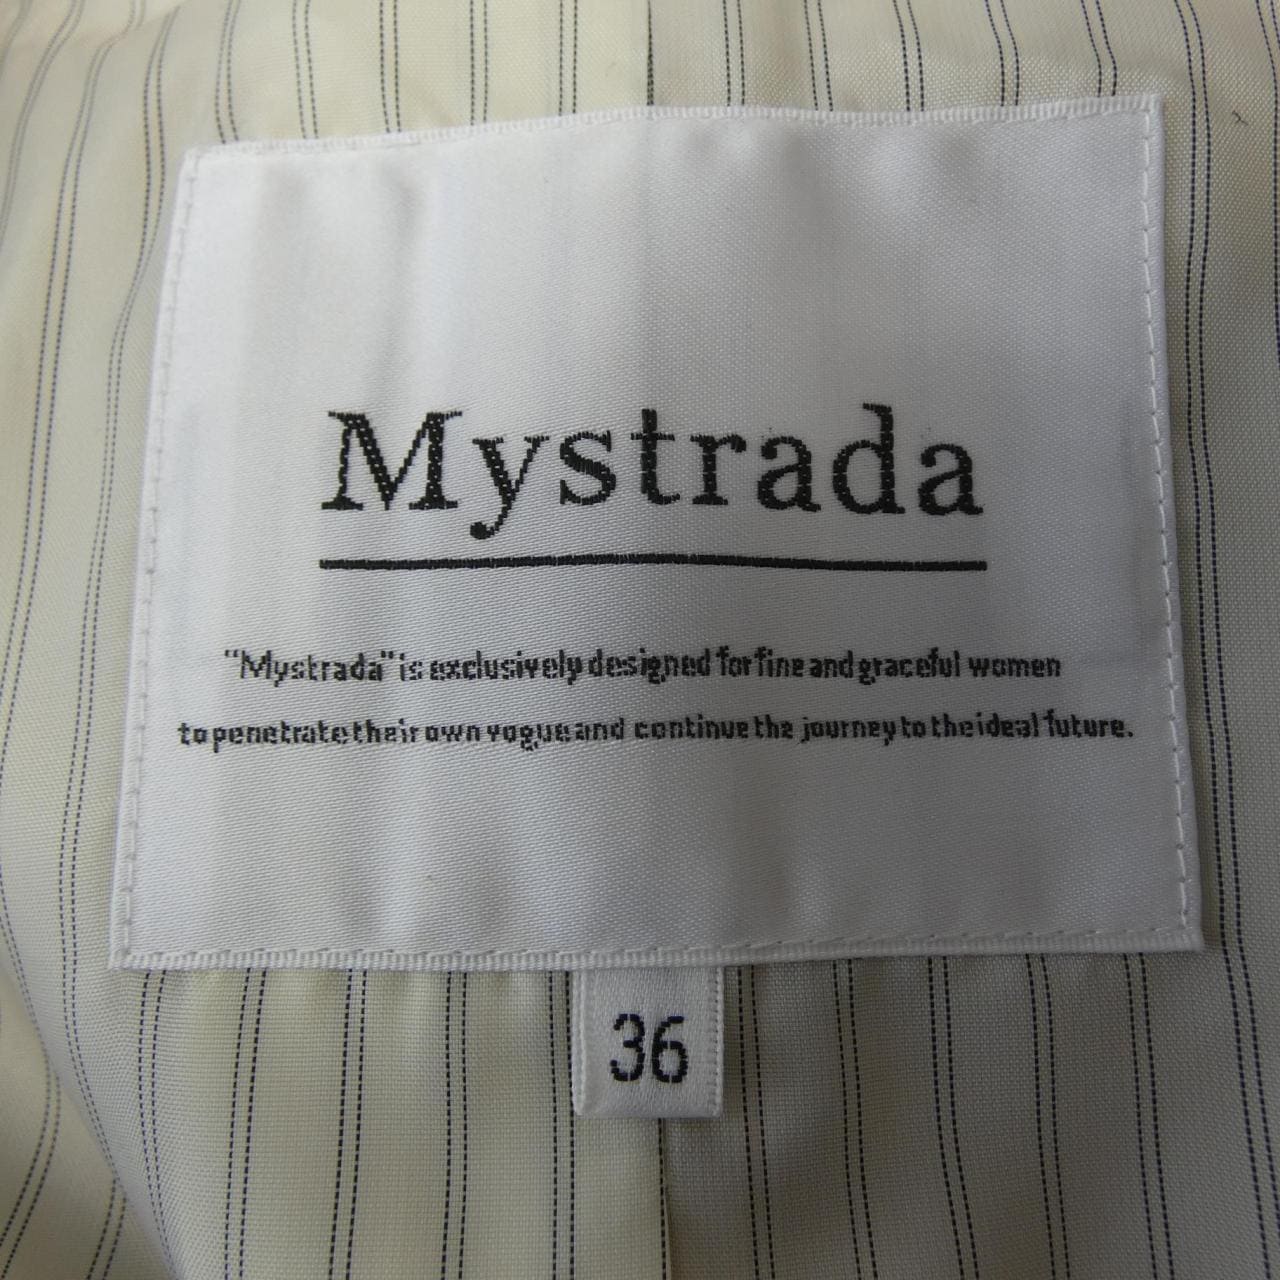 Mystrada
"Mystrada" is exclusively designed for fine and graceful women
to penetrate their own vogue and continue the journey to the ideal future.
36